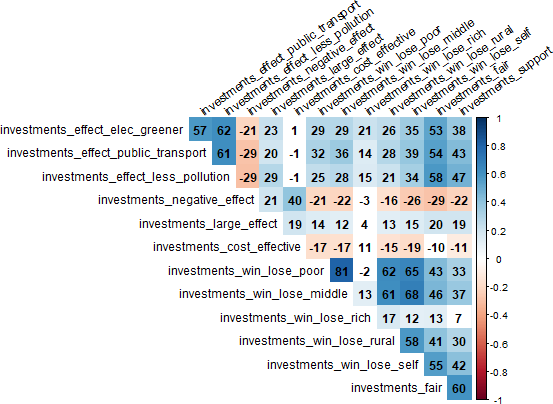 investments_effect_public_transport
investments_effect_less_pollution
investments_negative_effect
investments_large_effect
investments_cost_effective
investments_win_lose_poor
investments_win_lose_middle
investments_win_lose_rich
investments_win_lose_rural
investments_win_lose_self
investments_fair
investments_support
investments_effect_elec_greener 57 62 -21 23 1 29 29 21 26 35 53 38
investments_effect_public_transport 61 -29 20 -1 32 36 14 28 39 54 43
investments_effect_less_pollution -29 29 -1 25 28 15 21 34 58 47
investments_negative_effect 21 40 -21 -22 -3 -16 -26 -29 -22
investments_large_effect 19 14 12 4 13 15 20 19
investments_cost_effective -17 -17 11 -15 -19 -10 -11
investments_win_lose_poor 81 -2 62 65 43 33
investments_win_lose_middle 13 61 68 46 37
investments_win_lose_rich 17 12 13 7
investments_win_lose_rural 58 41 30
investments_win_lose_self 55 42
investments_fair 60
1
0.8
0.6
0.4
0.2
0
-0.2
-0.4
-0.6
-0.8
-1